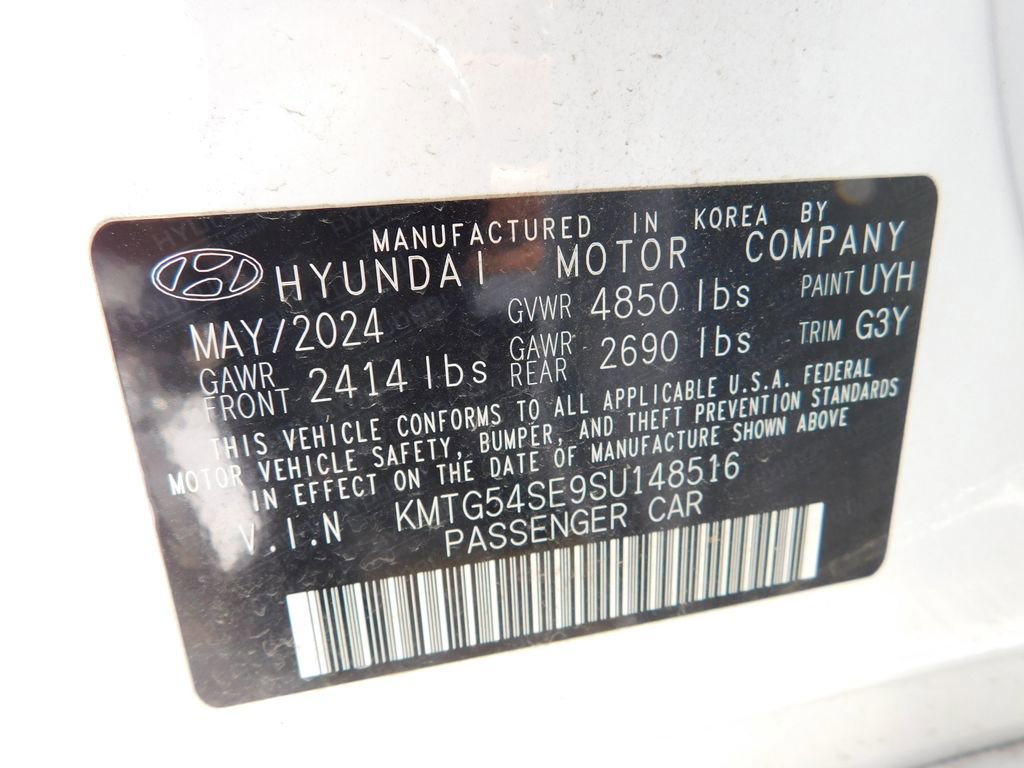 MANUFACTURED IN KOREA BY
HYUNDAI MOTOR COMPANY
MAY/2024 GVWR 4850 lbs PAINT UYH
GAWR FRONT 2414 lbs GAWR REAR 2690 lbs TRIM G3Y
THIS VEHICLE CONFORMS TO ALL APPLICABLE U.S.A. FEDERAL
MOTOR VEHICLE SAFETY, BUMPER, AND THEFT PREVENTION STANDARDS
IN EFFECT ON THE DATE OF MANUFACTURE SHOWN ABOVE
V.I.N KMTG54SE9SU148516
PASSENGER CAR